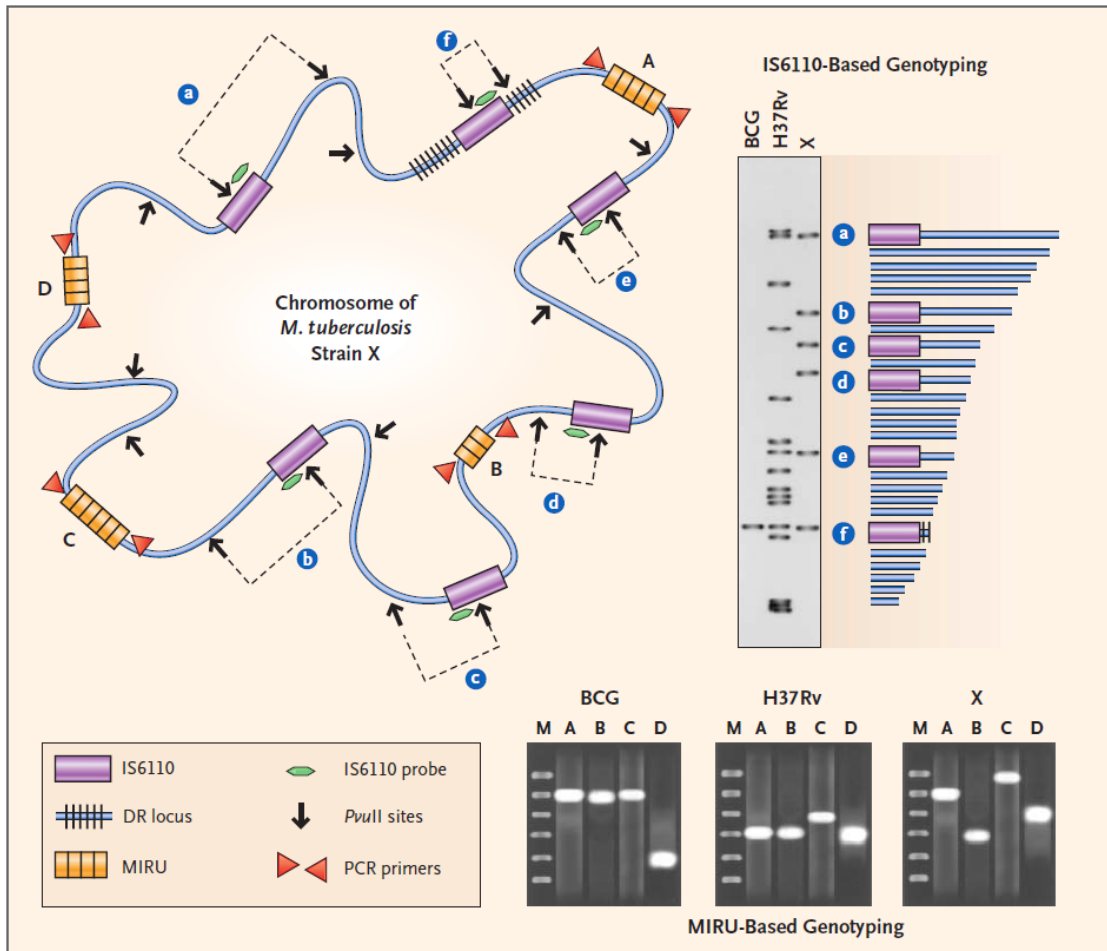 a
f
A
IS6110-Based Genotyping
BCG
H37Rv
X
e
D
Chromosome of
M. tuberculosis
Strain X
B
d
C
b
c
a
b
c
d
e
f
BCG
H37Rv
X
M A B C D
M A B C D
M A B C D
IS6110
IS6110 probe
DR locus
PvuII sites
MIRU
PCR primers
MIRU-Based Genotyping